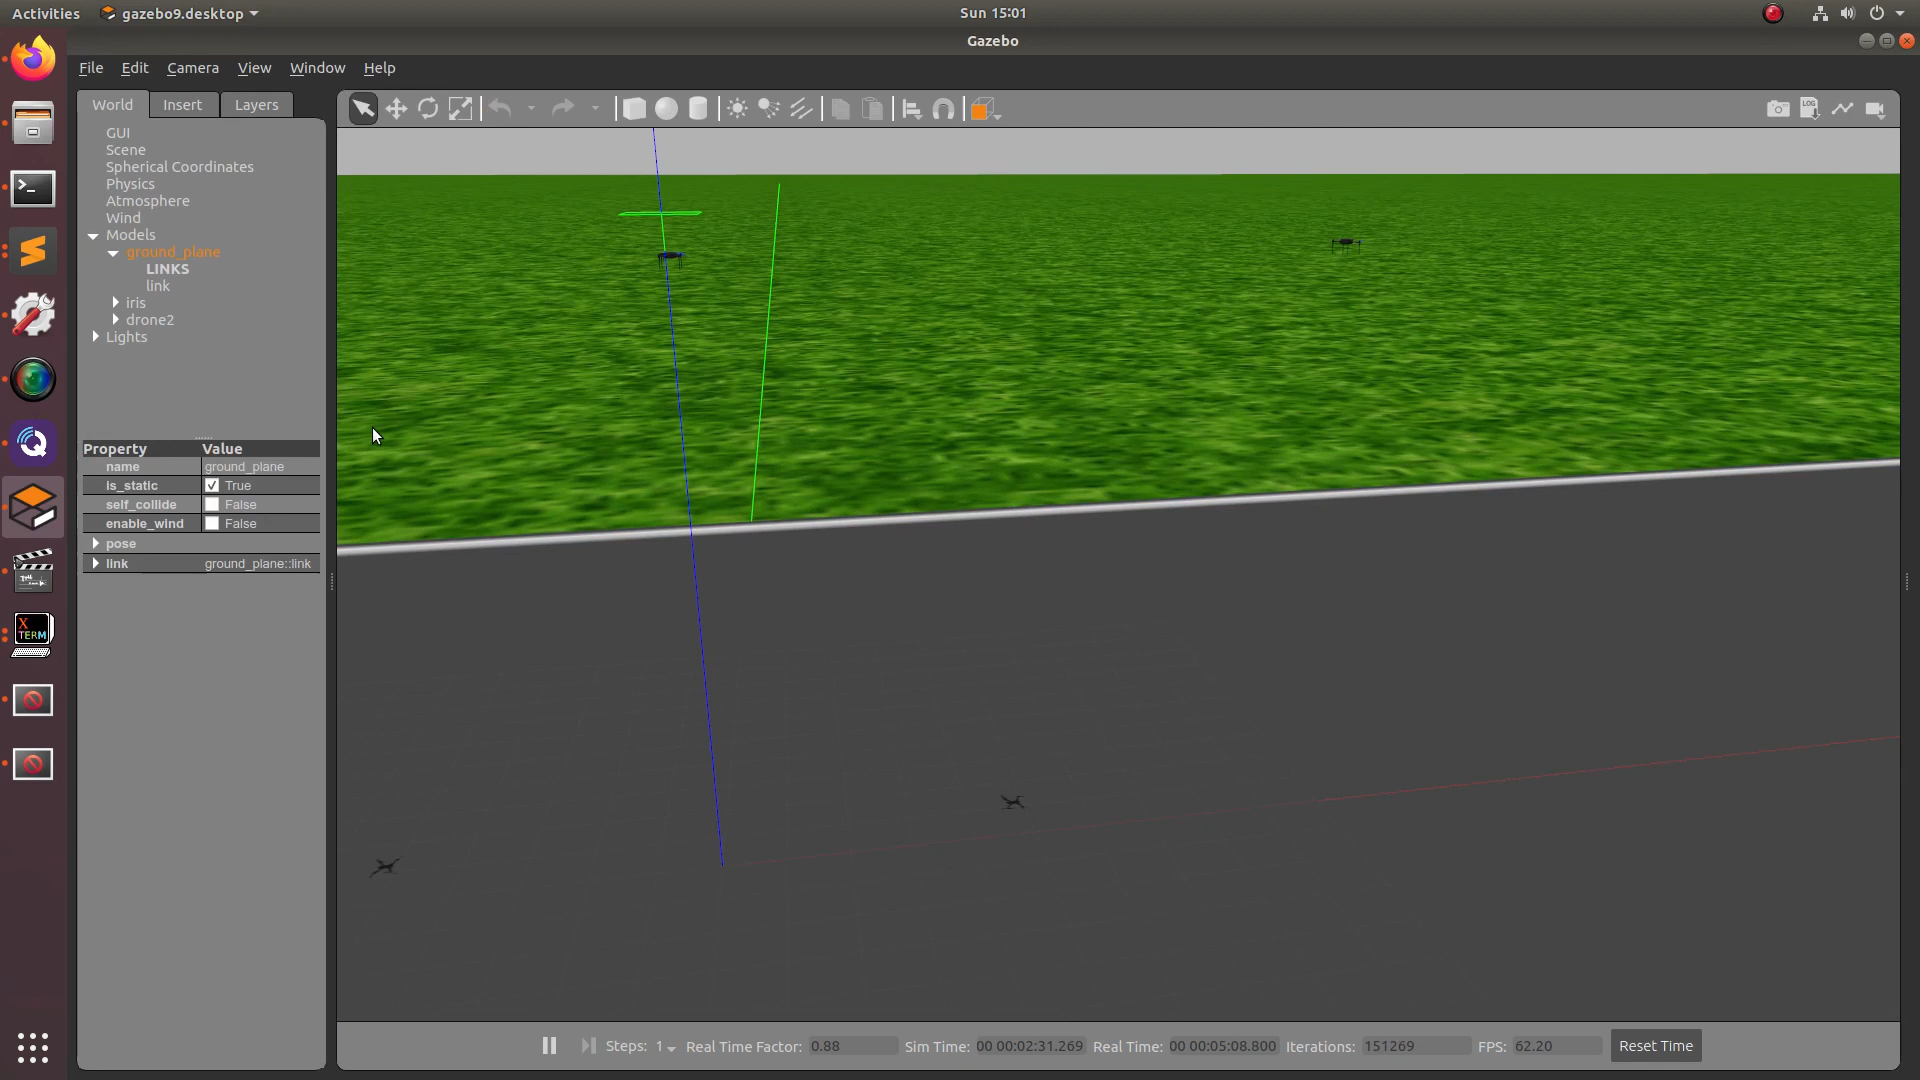 Activities gazebo9.desktop Sun 15:01
Gazebo
File Edit Camera View Window Help
World Insert Layers
GUI
Scene
Spherical Coordinates
Physics
Atmosphere
Wind
Models
ground_plane
LINKS
link
iris
drone2
Lights
Property Value
name ground_plane
is_static True
self_collide False
enable_wind False
pose
link ground_plane::link
LOG
X
TERM
Steps: 1 Real Time Factor: 0.88 Sim Time: 00 00:02:31.269 Real Time: 00 00:05:08.800 Iterations: 151269 FPS: 62.20 Reset Time